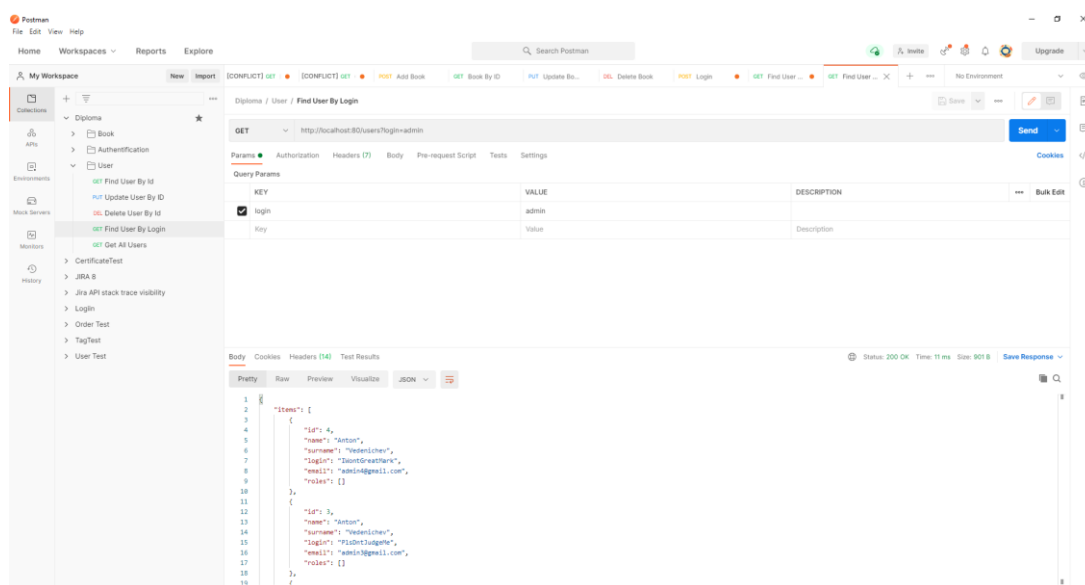 Postman
File Edit View Help
Home Workspaces Reports Explore
Search Postman
Invite
Upgrade
My Workspace
New Import
[CONFLICT] GET [CONFLICT] GET POST Add Book GET Book By ID PUT Update Bo... DEL Delete Book POST Login GET Find User ... GET Find User ... No Environment
Collections
APIs
Environments
Mock Servers
Monitors
History
Diploma
Book
Authentification
User
GET Find User By Id
PUT Update User By ID
DEL Delete User By Id
GET Find User By Login
GET Get All Users
CertificateTest
JIRA 8
Jira API stack trace visibility
LogIn
Order Test
TagTest
User Test
Diploma / User / Find User By Login
Save
GET http://localhost:80/users?login=admin Send
Params Authorization Headers (7) Body Pre-request Script Tests Settings Cookies
Query Params
KEY VALUE DESCRIPTION Bulk Edit
login admin
Key Value Description
Body Cookies Headers (14) Test Results
Status: 200 OK Time: 11 ms Size: 901 B Save Response
Pretty Raw Preview Visualize JSON
1 {
2 "items": [
3 {
4 "id": 4,
5 "name": "Anton",
6 "surname": "Vedenichev",
7 "login": "IWontGreatMark",
8 "email": "admin4@gmail.com",
9 "roles": []
10 },
11 {
12 "id": 3,
13 "name": "Anton",
14 "surname": "Vedenichev",
15 "login": "PlsDntJudgeMe",
16 "email": "admin3@gmail.com",
17 "roles": []
18 },
19 {